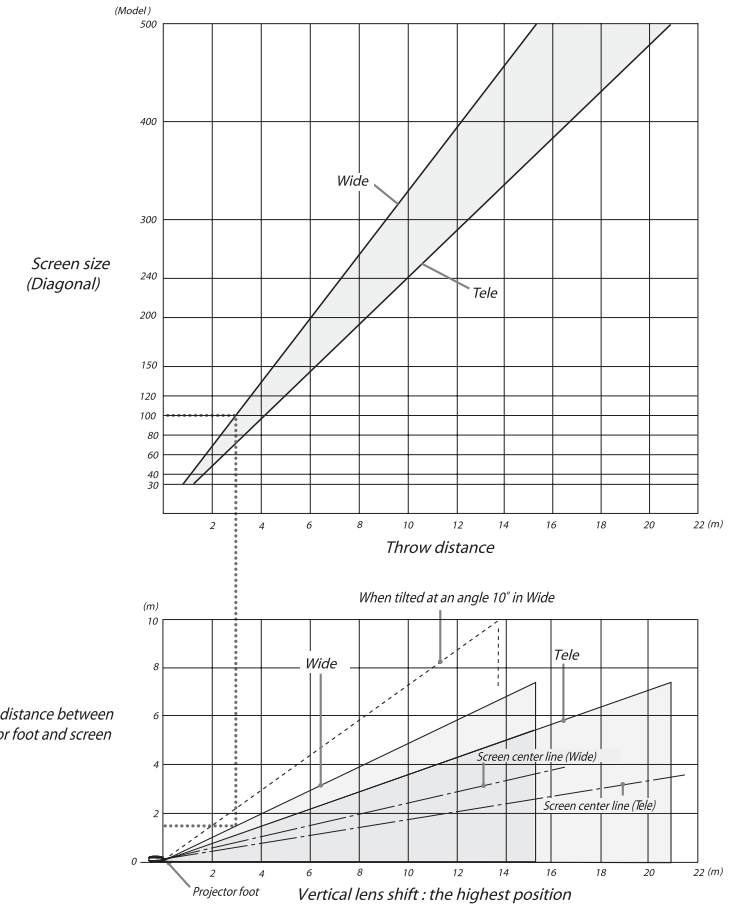 (Model)
500
400
300
240
200
150
120
100
80
60
40
30
Wide
Tele
Screen size
(Diagonal)
2 4 6 8 10 12 14 16 18 20 22 (m)
Throw distance
When tilted at an angle 10˚ in Wide
(m)
10
8
6
4
2
0
Wide
Tele
distance between
foot and screen
Screen center line (Wide)
Screen center line (Tele)
2 4 6 8 10 12 14 16 18 20 22 (m)
Projector foot
Vertical lens shift : the highest position